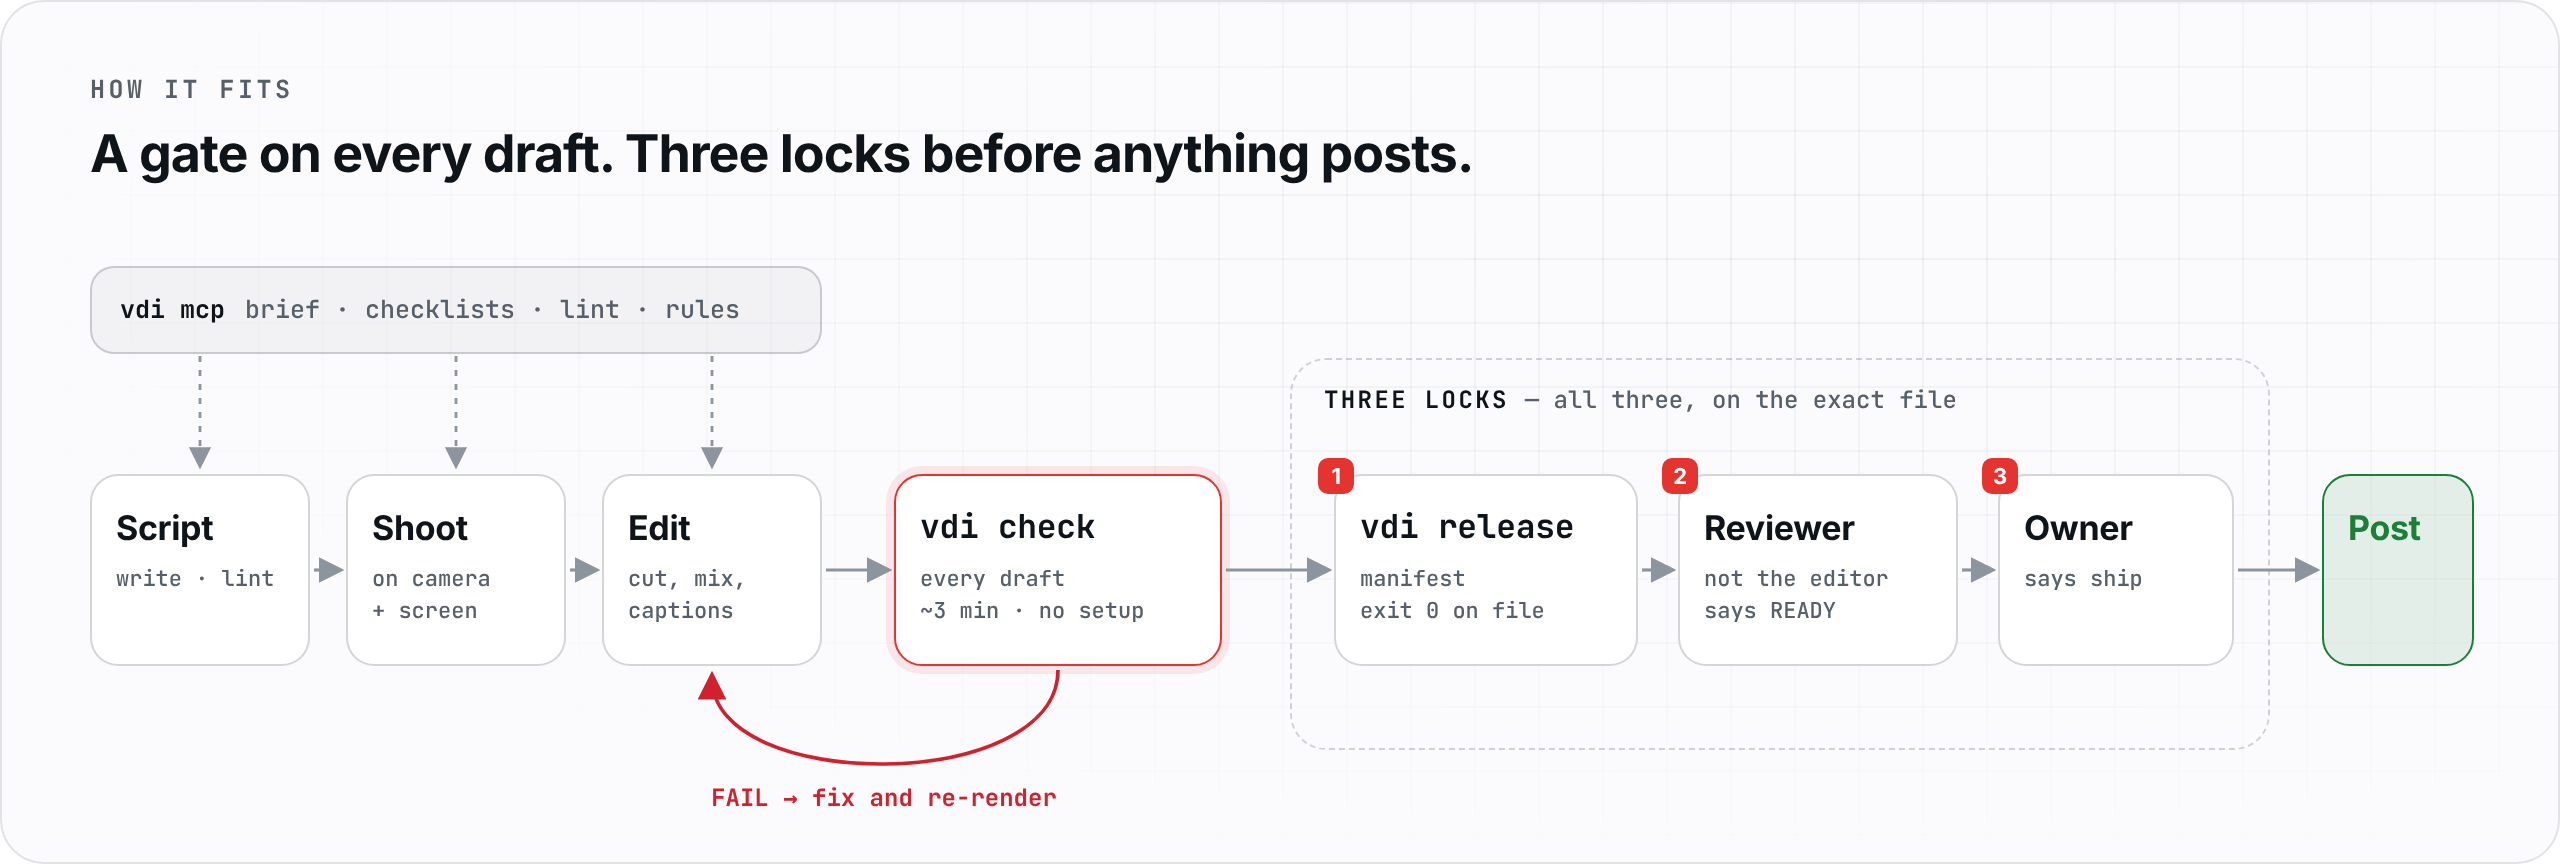 HOW IT FITS
A gate on every draft. Three locks before anything posts.
vdi mcp brief · checklists · lint · rules
THREE LOCKS — all three, on the exact file
Script
write · lint
Shoot
on camera
+ screen
Edit
cut, mix,
captions
vdi check
every draft
~3 min · no setup
1
vdi release
manifest
exit 0 on file
2
Reviewer
not the editor
says READY
3
Owner
says ship
Post
FAIL → fix and re-render